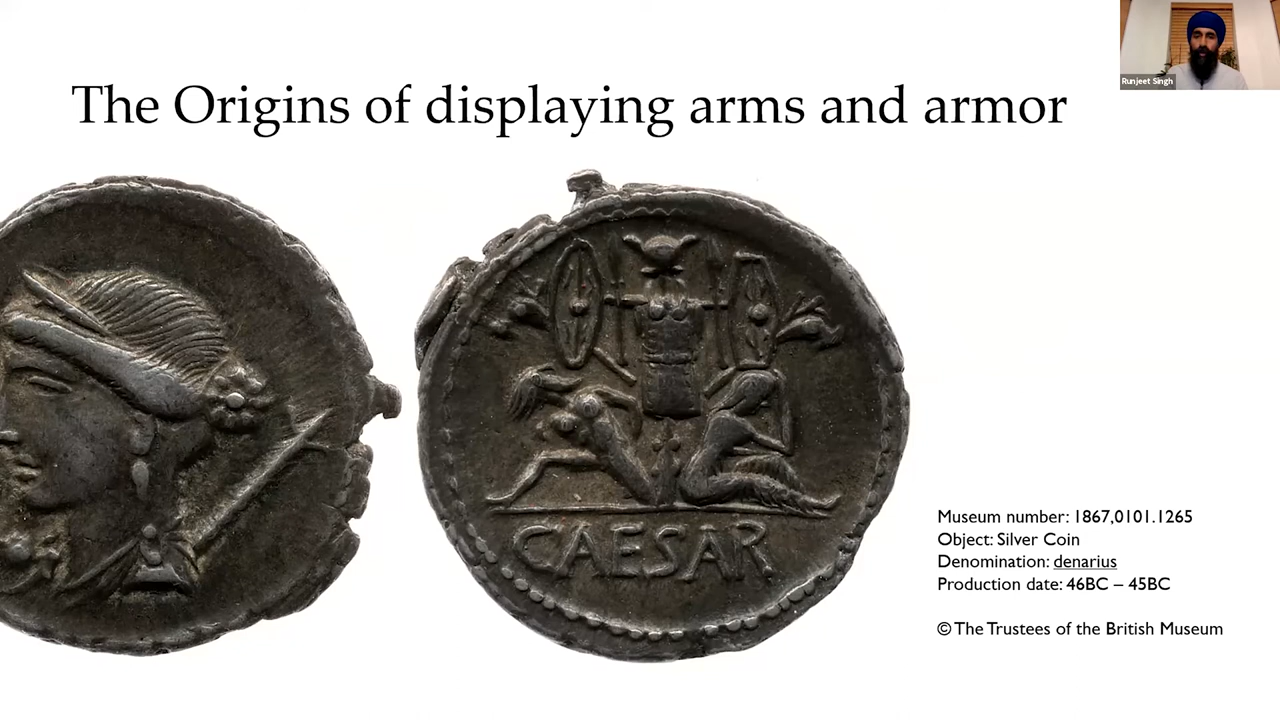 Runjeet Singh
The Origins of displaying arms and armor
CAESAR
Museum number: 1867,0101.1265
Object: Silver Coin
Denomination: denarius
Production date: 46BC – 45BC
© The Trustees of the British Museum